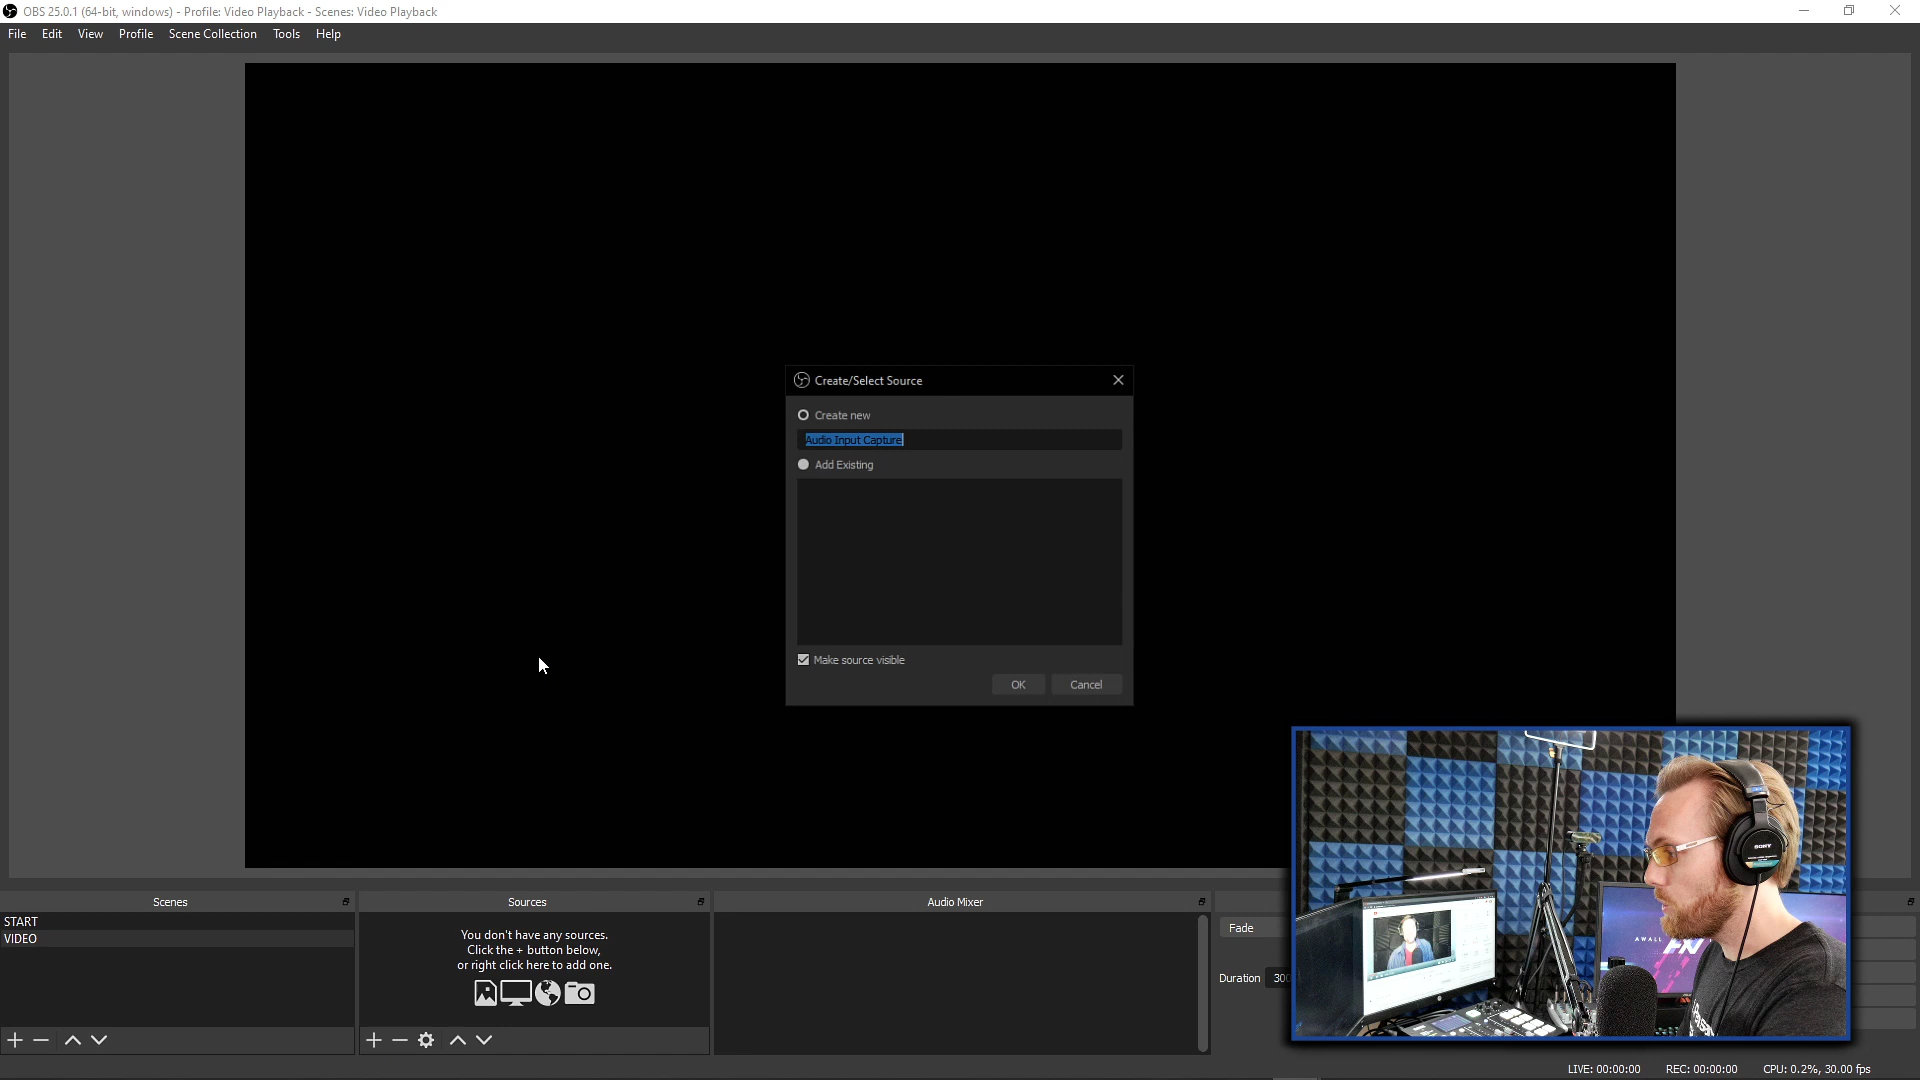 OBS 25.0.1 (64-bit, windows) - Profile: Video Playback - Scenes: Video Playback
File Edit View Profile Scene Collection Tools Help
Create/Select Source
Create new
Audio Input Capture
Add Existing
Make source visible
OK Cancel
Scenes
START
VIDEO
Sources
You don't have any sources.
Click the + button below,
or right click here to add one.
Audio Mixer
Fade
Duration 300
SONY
AWALL
LIVE: 00:00:00 REC: 00:00:00 CPU: 0.2%, 30.00 fps